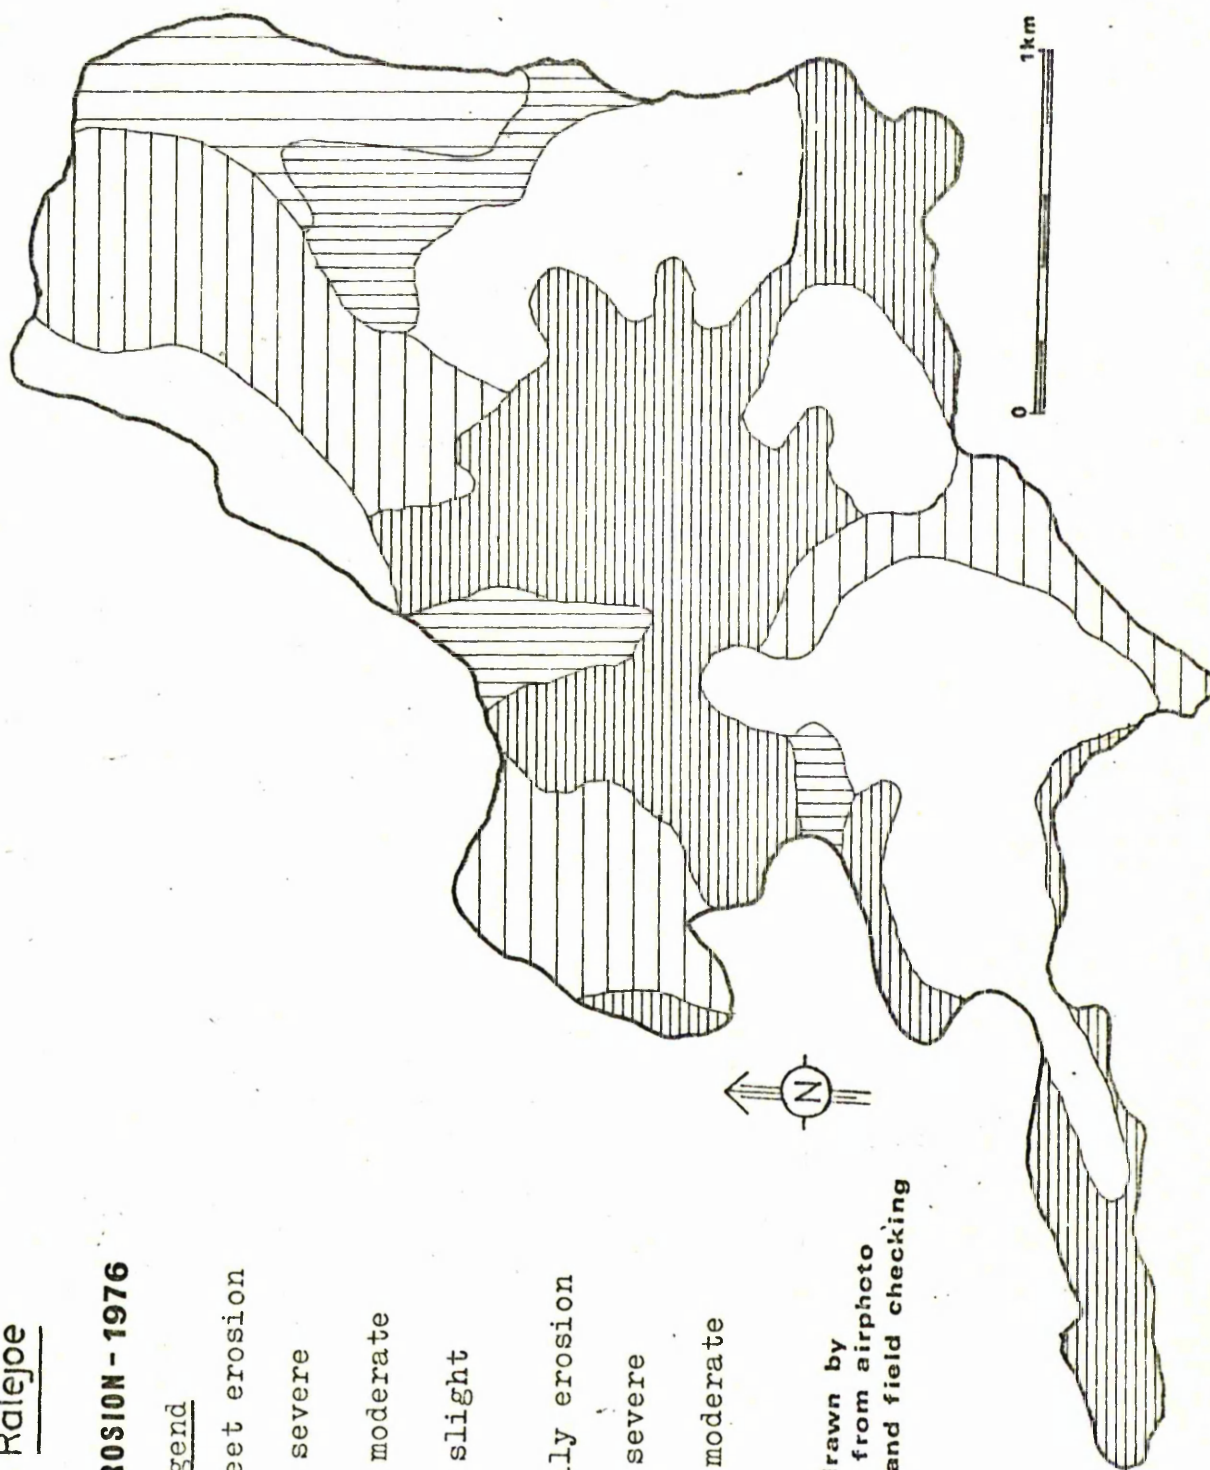 Ralejoe
ROSION-1976
gend
eet erosion
severe
moderate
slight
lly erosion
severe
moderate
rawn by
from airphoto
and field checking
N
0
1km